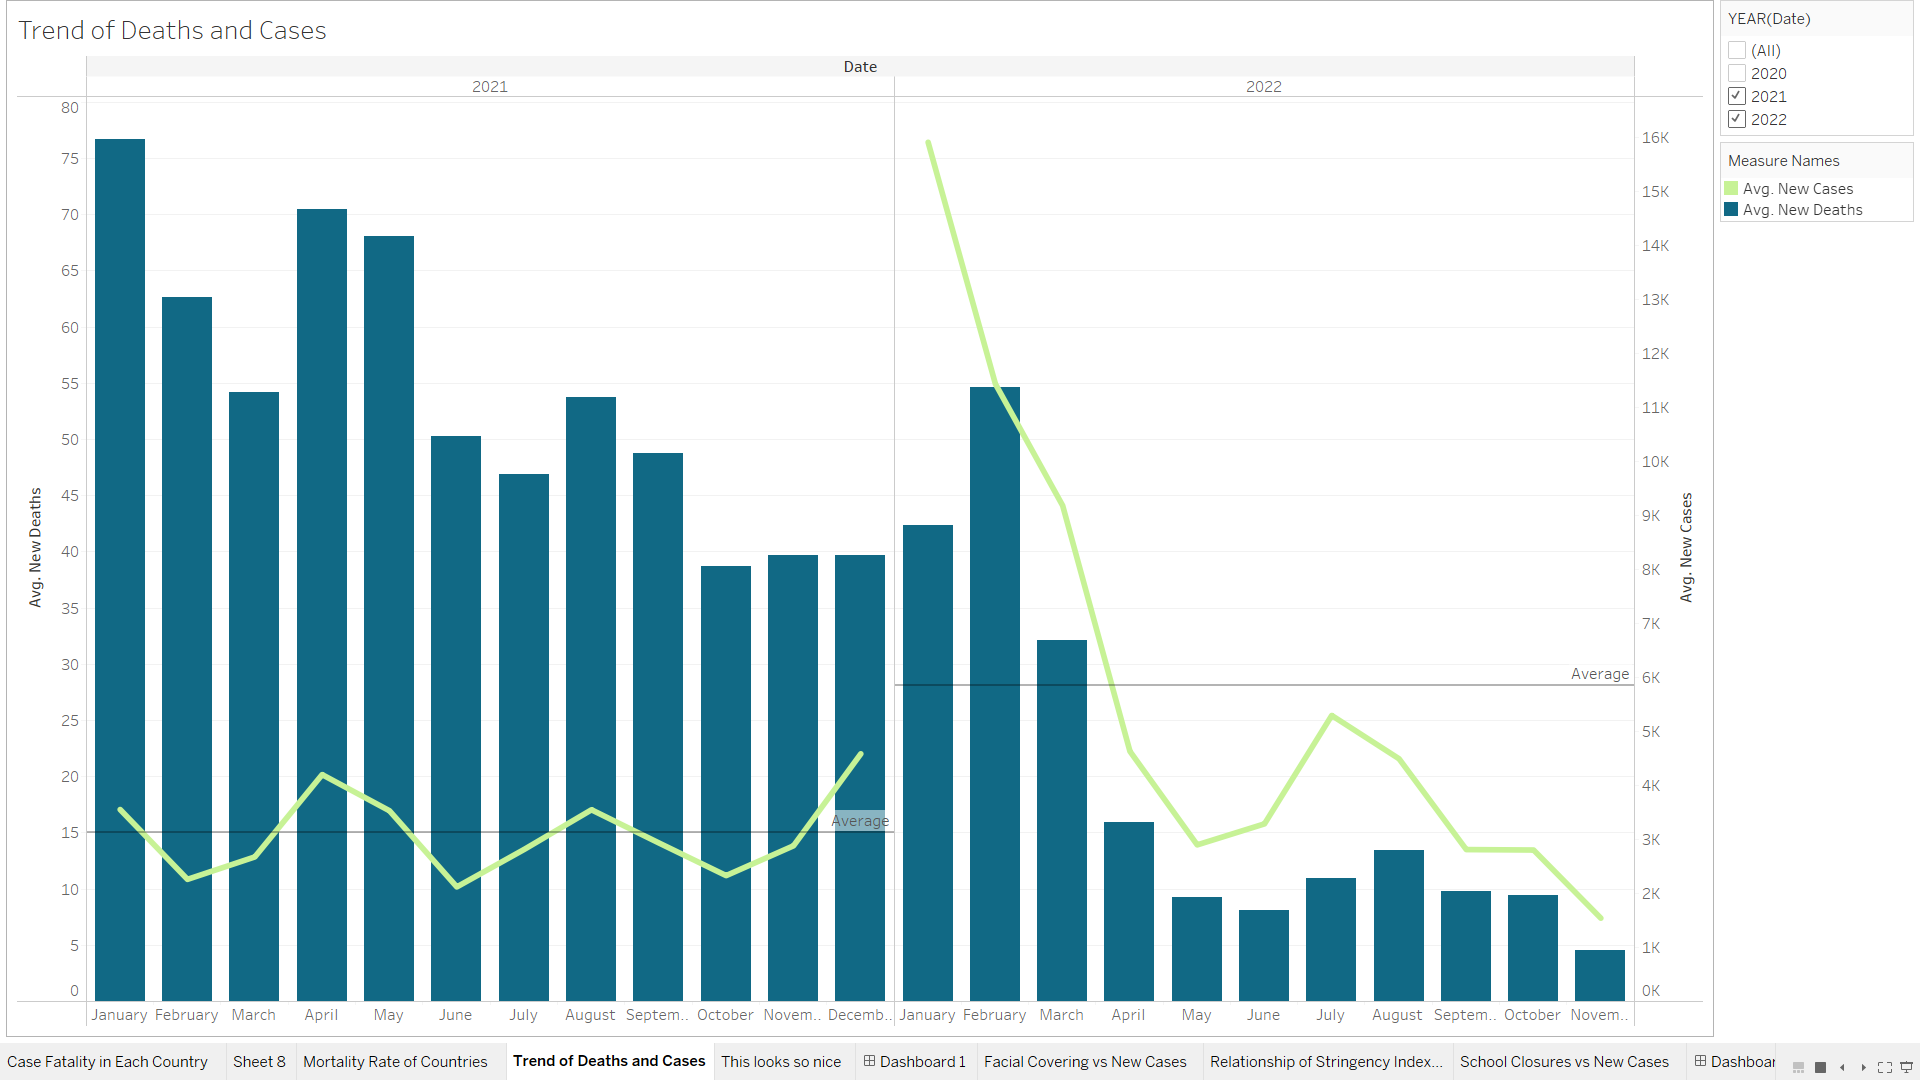 Trend of Deaths and Cases
Date
2021 2022
80
75
70
65
60
55
50
45
40
35
30
25
20
15
10
5
0
Avg. New Deaths
Average
Average
16K
15K
14K
13K
12K
11K
10K
9K
8K
7K
6K
5K
4K
3K
2K
1K
0K
Avg. New Cases
January February March April May June July August Septem.. October Novem.. Decemb.. January February March April May June July August Septem.. October Novem..
YEAR(Date)
(All)
2020
2021
2022
Measure Names
Avg. New Cases
Avg. New Deaths
Case Fatality in Each Country Sheet 8 Mortality Rate of Countries Trend of Deaths and Cases This looks so nice Dashboard 1 Facial Covering vs New Cases Relationship of Stringency Index... School Closures vs New Cases Dashboar